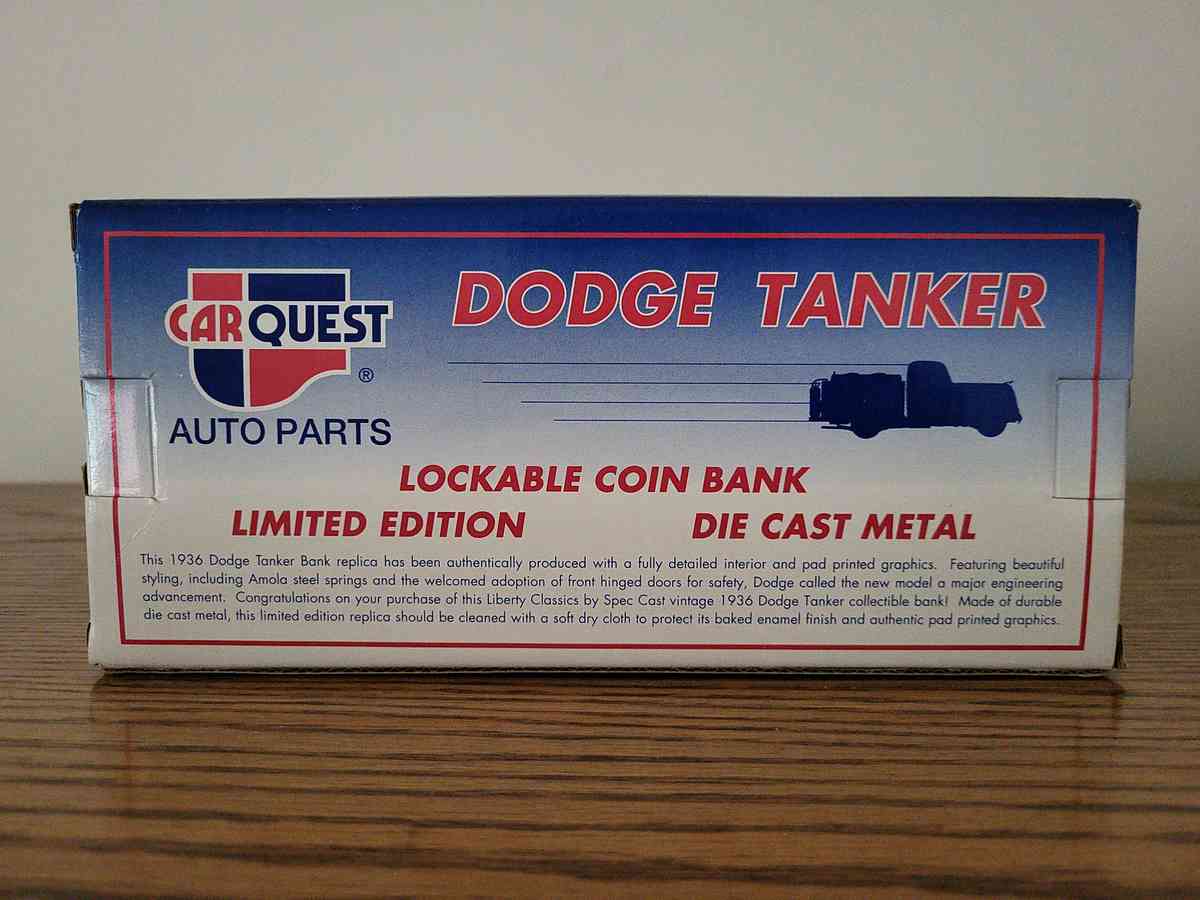 CARQUEST
®
AUTO PARTS
DODGE TANKER
LOCKABLE COIN BANK
LIMITED EDITION
DIE CAST METAL
This 1936 Dodge Tanker Bank replica has been authentically produced with a fully detailed interior and pad printed graphics. Featuring beautiful
styling, including Amola steel springs and the welcomed adoption of front hinged doors for safety, Dodge called the new model a major engineering
advancement. Congratulations on your purchase of this Liberty Classics by Spec Cast vintage 1936 Dodge Tanker collectible bank! Made of durable
die cast metal, this limited edition replica should be cleaned with a soft dry cloth to protect its baked enamel finish and authentic pad printed graphics.